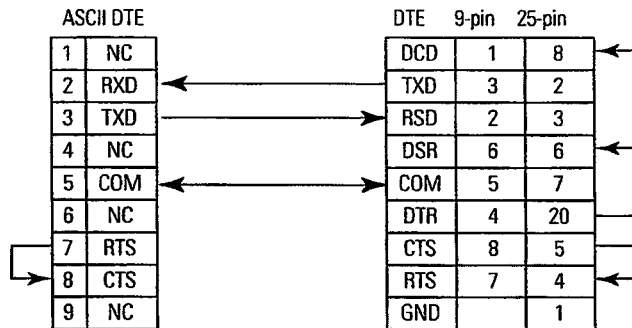 ASCII DTE
1 NC
2 RXD
3 TXD
4 NC
5 COM
6 NC
7 RTS
8 CTS
9 NC
DTE 9-pin 25-pin
DCD 1 8
TXD 3 2
RSD 2 3
DSR 6 6
COM 5 7
DTR 4 20
CTS 8 5
RTS 7 4
GND 1